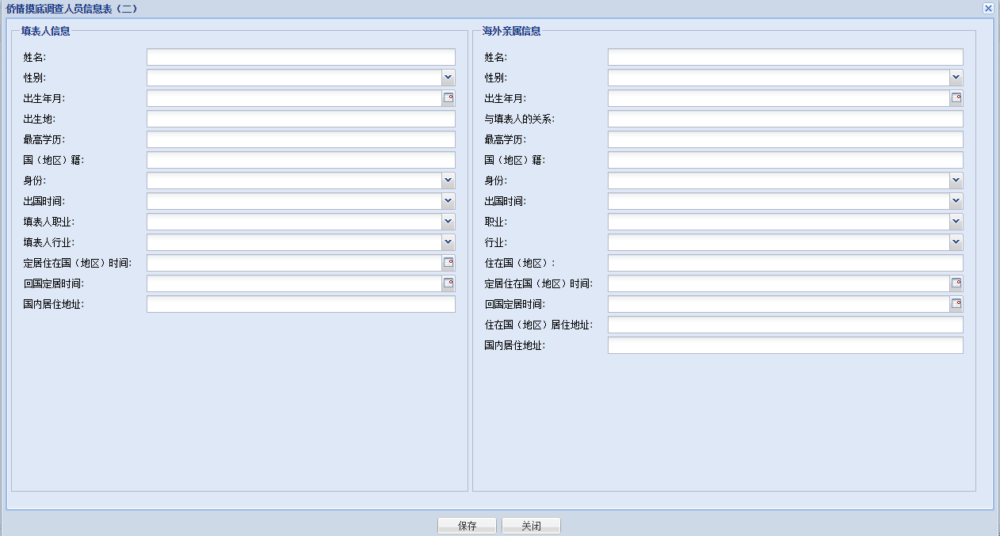 侨情摸底调查人员信息表（二）
填表人信息
姓名:
性别:
出生年月:
出生地:
最高学历:
国（地区）籍:
身份:
出国时间:
填表人职业:
填表人行业:
定居住在国（地区）时间:
回国定居时间:
国内居住地址:
海外亲属信息
姓名:
性别:
出生年月:
与填表人的关系:
最高学历:
国（地区）籍:
身份:
出国时间:
职业:
行业:
住在国（地区）:
定居住在国（地区）时间:
回国定居时间:
住在国（地区）居住地址:
国内居住地址:
保存
关闭